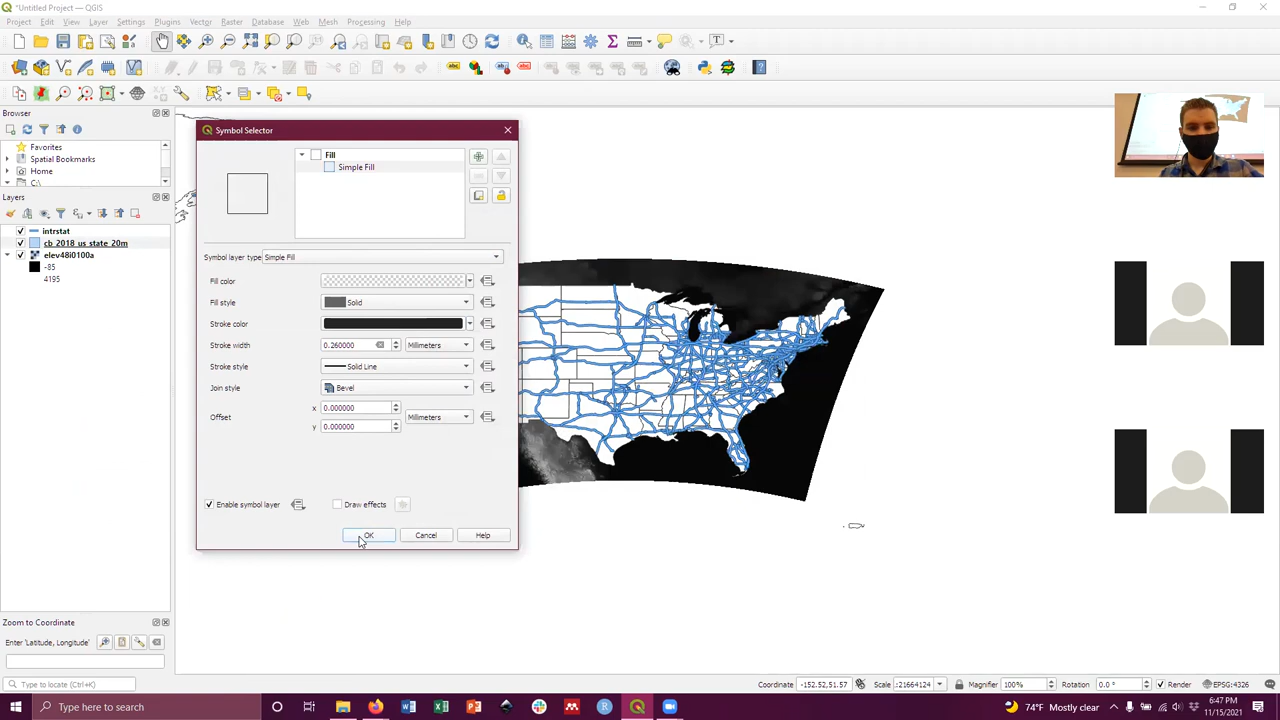 *Untitled Project — QGIS
Project Edit View Layer Settings Plugins Vector Raster Database Web Mesh Processing Help
Browser
Favorites
Spatial Bookmarks
Home
C:\
Layers
intrstat
cb_2018_us_state_20m
elev48i0100a
-85
4195
Symbol Selector
Fill
Simple Fill
Symbol layer type Simple Fill
Fill color
Fill style Solid
Stroke color
Stroke width 0.260000 Millimeters
Stroke style Solid Line
Join style Bevel
Offset x 0.000000 Millimeters
y 0.000000
Enable symbol layer Draw effects
OK Cancel Help
Zoom to Coordinate
Enter 'Latitude, Longitude'
Type to locate (Ctrl+K)
Coordinate -152.52,51.57 Scale 1:21664124 Magnifier 100% Rotation 0.0 ° Render EPSG:4326
Type here to search
74°F Mostly clear
6:47 PM
11/15/2021